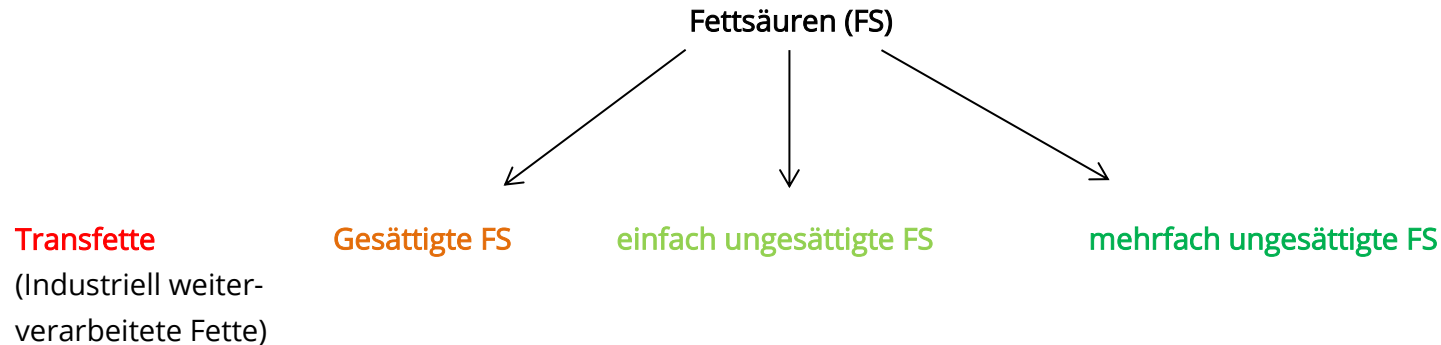 Fettsäuren (FS)
Transfette Gesättigte FS einfach ungesättigte FS mehrfach ungesättigte FS
(Industriell weiter-
verarbeitete Fette)